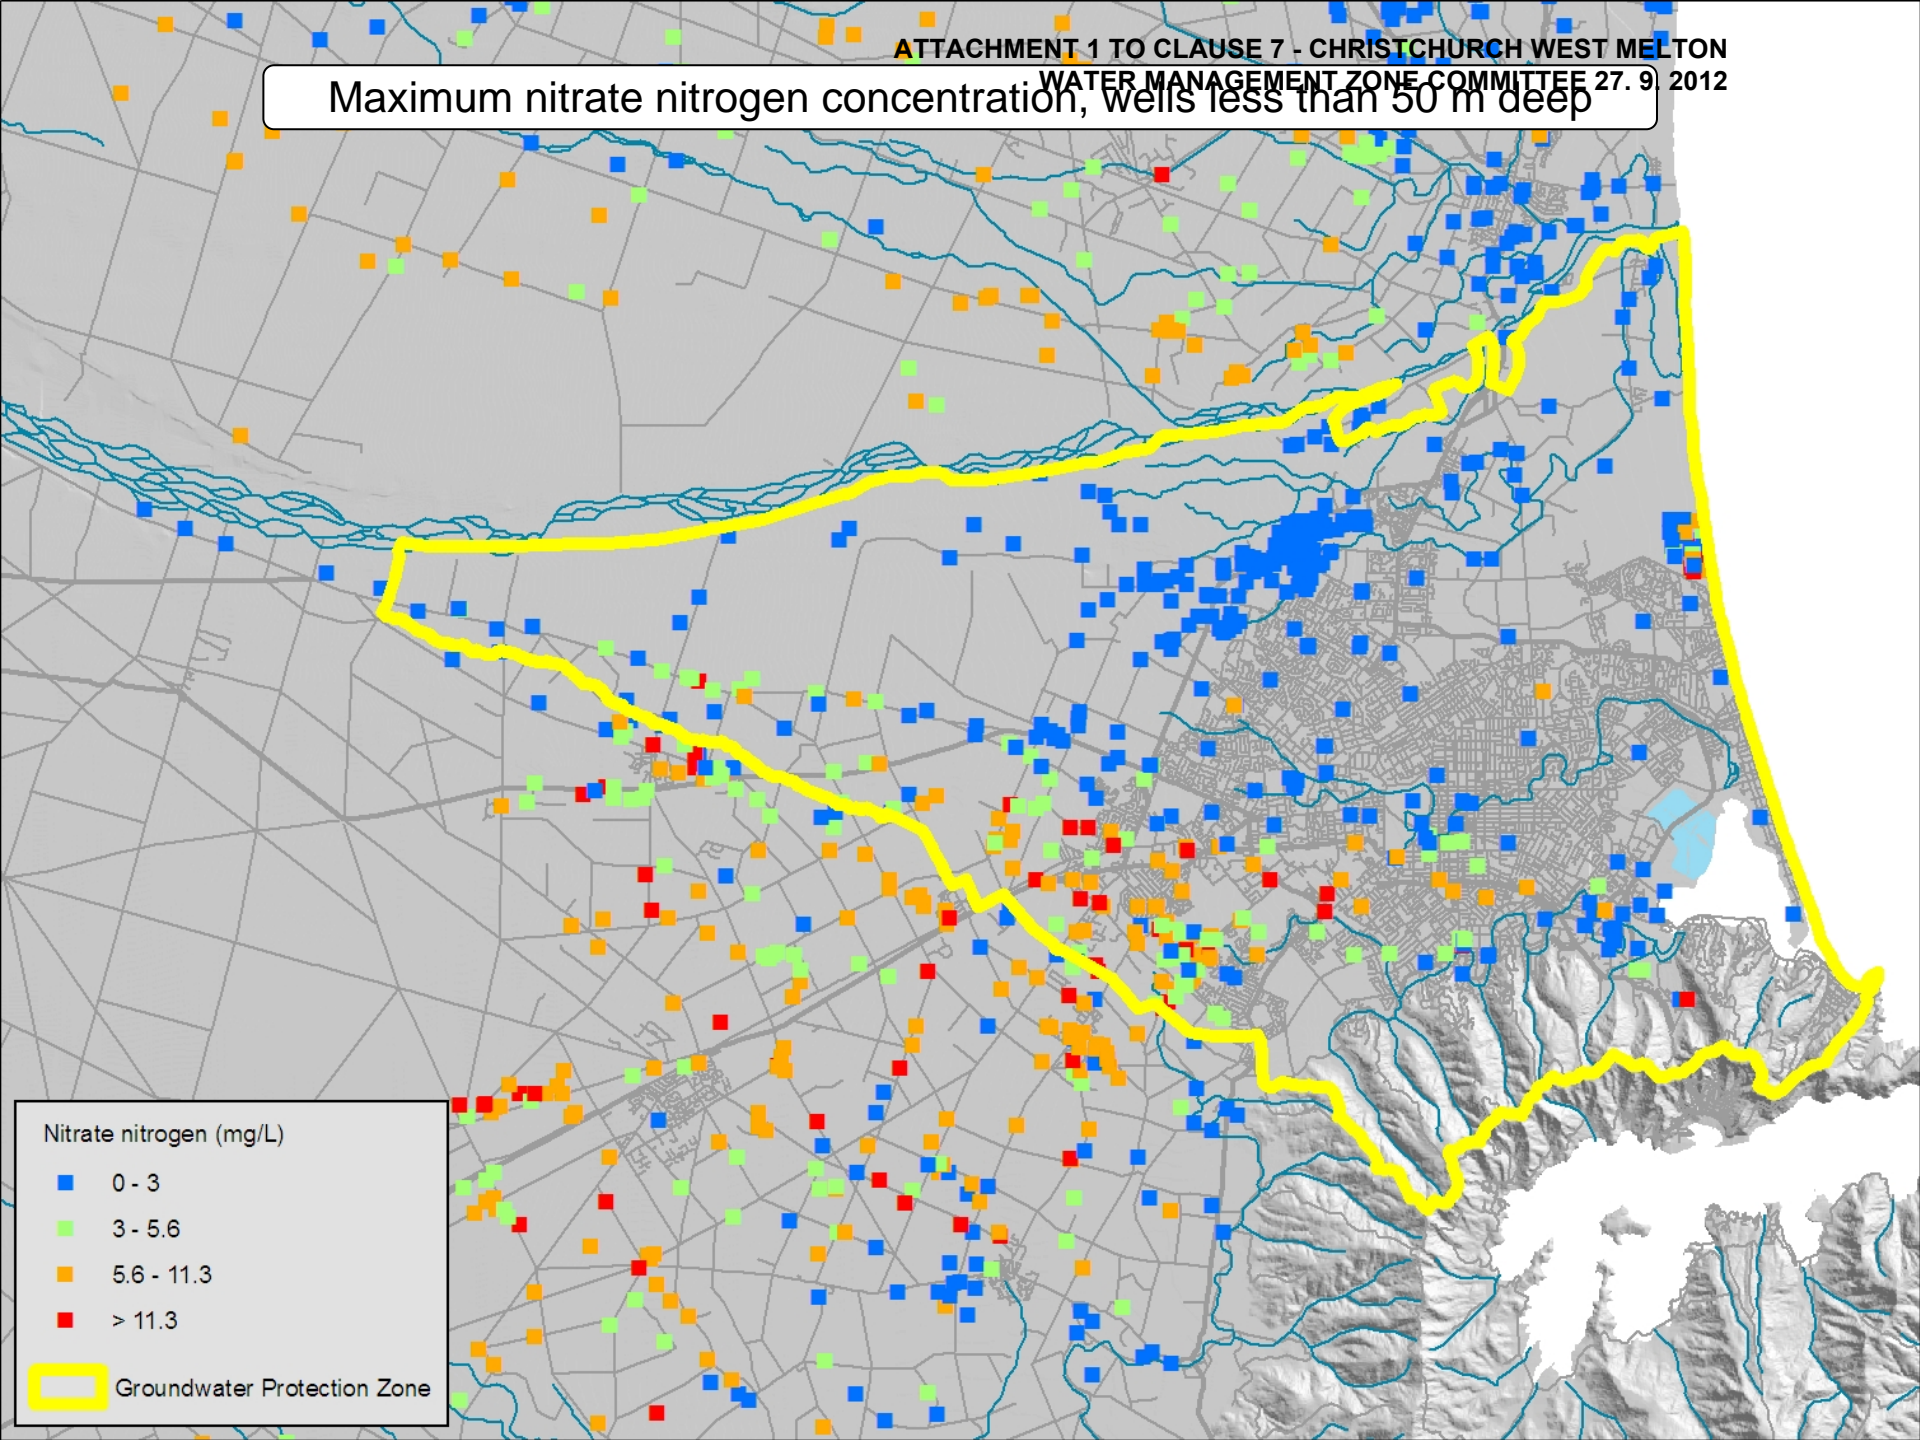 ATTACHMENT 1 TO CLAUSE 7 - CHRISTCHURCH WEST MELTON
WATER MANAGEMENT ZONE COMMITTEE 27. 9. 2012
Maximum nitrate nitrogen concentration, wells less than 50 m deep
Nitrate nitrogen (mg/L)
0 - 3
3 - 5.6
5.6 - 11.3
> 11.3
Groundwater Protection Zone